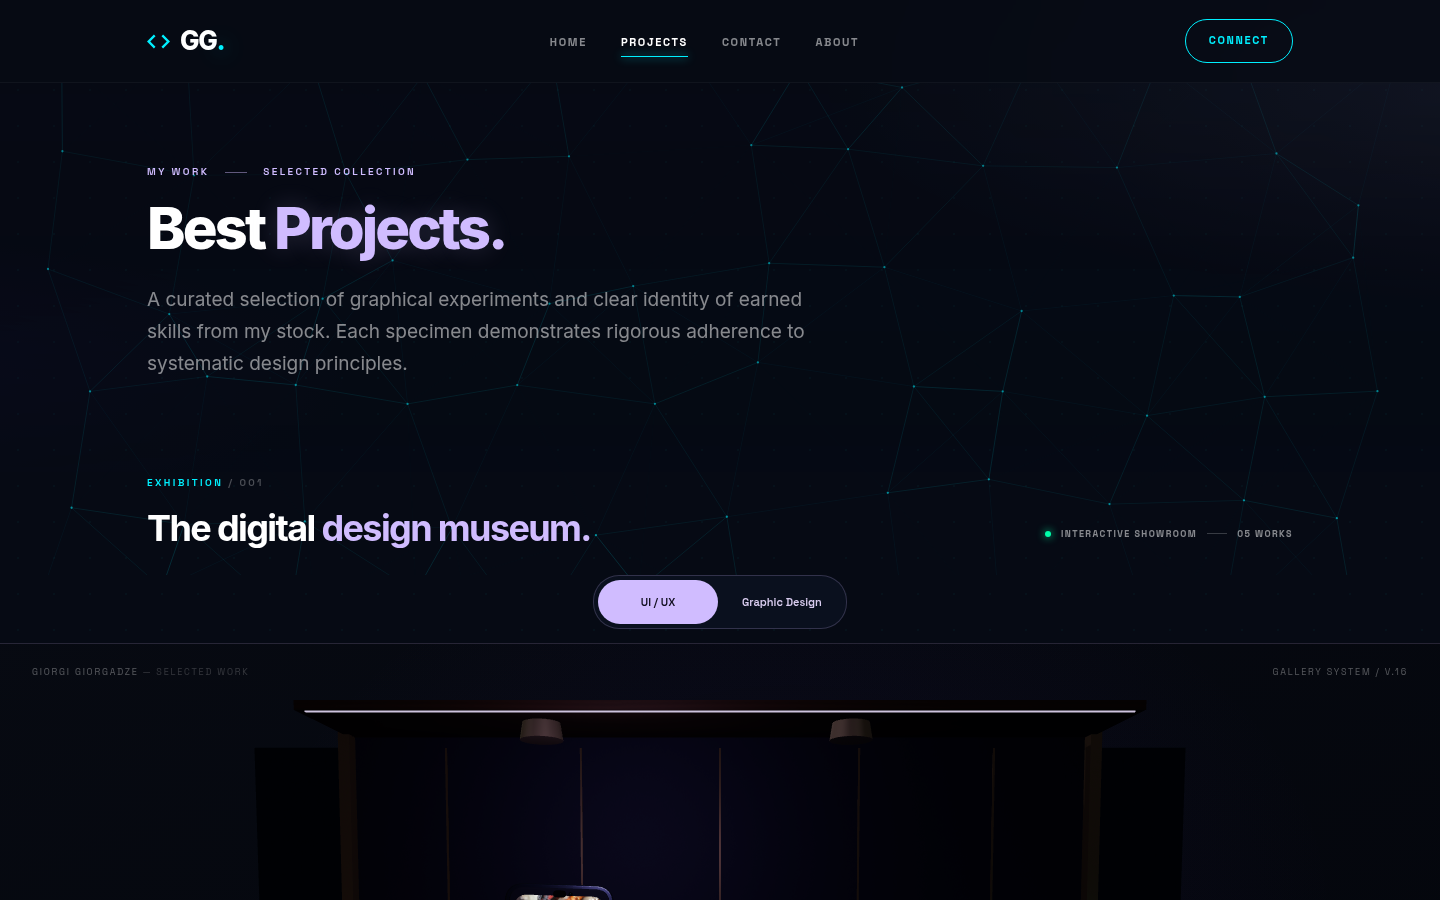 GG.
HOME
PROJECTS
CONTACT
ABOUT
CONNECT
MY WORK — SELECTED COLLECTION
Best Projects.
A curated selection of graphical experiments and clear identity of earned
skills from my stock. Each specimen demonstrates rigorous adherence to
systematic design principles.
EXHIBITION / 001
The digital design museum.
INTERACTIVE SHOWROOM — 05 WORKS
UI / UX
Graphic Design
GIORGI GIORGADZE — SELECTED WORK
GALLERY SYSTEM / V.16